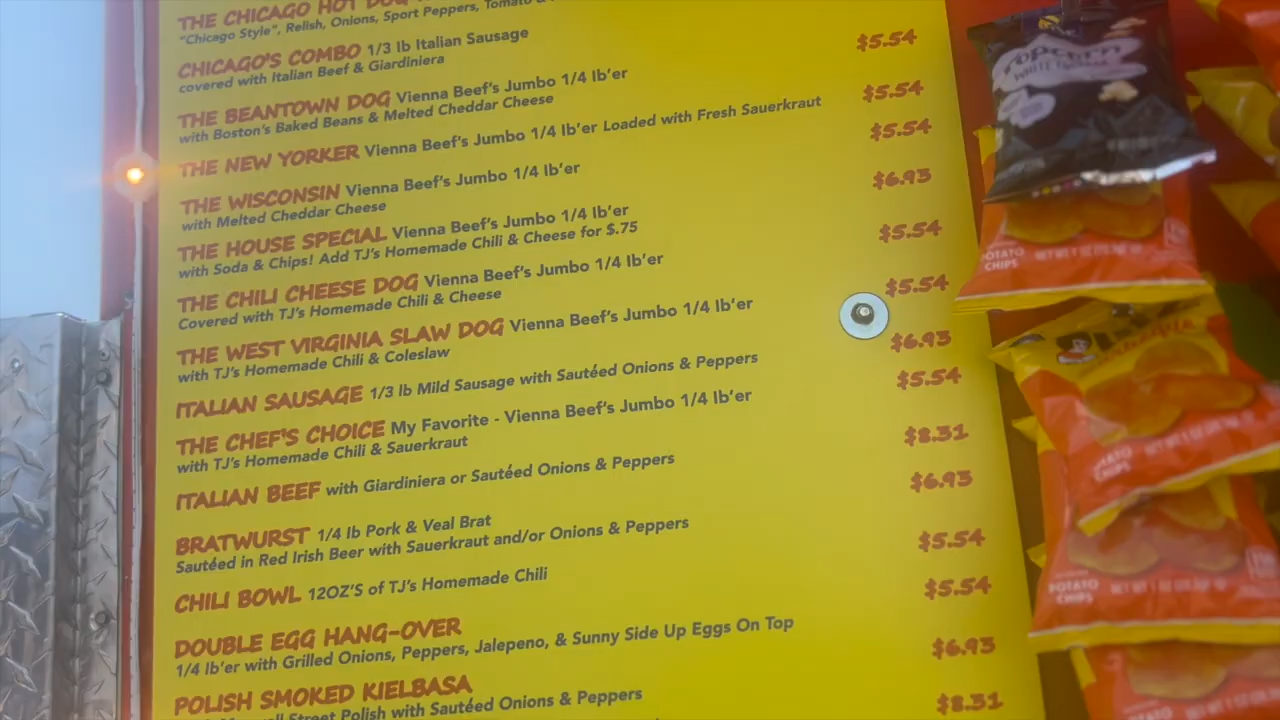 THE CHICAGO HOT DOG
"Chicago Style", Relish, Onions, Sport Peppers, Tomato &
CHICAGO'S COMBO 1/3 lb Italian Sausage
covered with Italian Beef & Giardiniera
THE BEANTOWN DOG Vienna Beef's Jumbo 1/4 lb'er $5.54
with Boston's Baked Beans & Melted Cheddar Cheese
THE NEW YORKER Vienna Beef's Jumbo 1/4 lb'er Loaded with Fresh Sauerkraut $5.54
THE WISCONSIN Vienna Beef's Jumbo 1/4 lb'er $5.54
with Melted Cheddar Cheese
THE HOUSE SPECIAL Vienna Beef's Jumbo 1/4 lb'er $6.93
with Soda & Chips! Add TJ's Homemade Chili & Cheese for $.75
THE CHILI CHEESE DOG Vienna Beef's Jumbo 1/4 lb'er $5.54
Covered with TJ's Homemade Chili & Cheese
THE WEST VIRGINIA SLAW DOG Vienna Beef's Jumbo 1/4 lb'er $5.54
with TJ's Homemade Chili & Coleslaw
ITALIAN SAUSAGE 1/3 lb Mild Sausage with Sautéed Onions & Peppers $6.93
THE CHEF'S CHOICE My Favorite - Vienna Beef's Jumbo 1/4 lb'er $5.54
with TJ's Homemade Chili & Sauerkraut
ITALIAN BEEF with Giardiniera or Sautéed Onions & Peppers $8.31
BRATWURST 1/4 lb Pork & Veal Brat $6.93
Sautéed in Red Irish Beer with Sauerkraut and/or Onions & Peppers
CHILI BOWL 12OZ'S of TJ's Homemade Chili $5.54
DOUBLE EGG HANG-OVER $5.54
1/4 lb'er with Grilled Onions, Peppers, Jalepeno, & Sunny Side Up Eggs On Top
POLISH SMOKED KIELBASA $6.93
Street Polish with Sautéed Onions & Peppers
$8.31
Popcorn
WHITE
POTATO
CHIPS
POTATO
CHIPS
POTATO
CHIPS